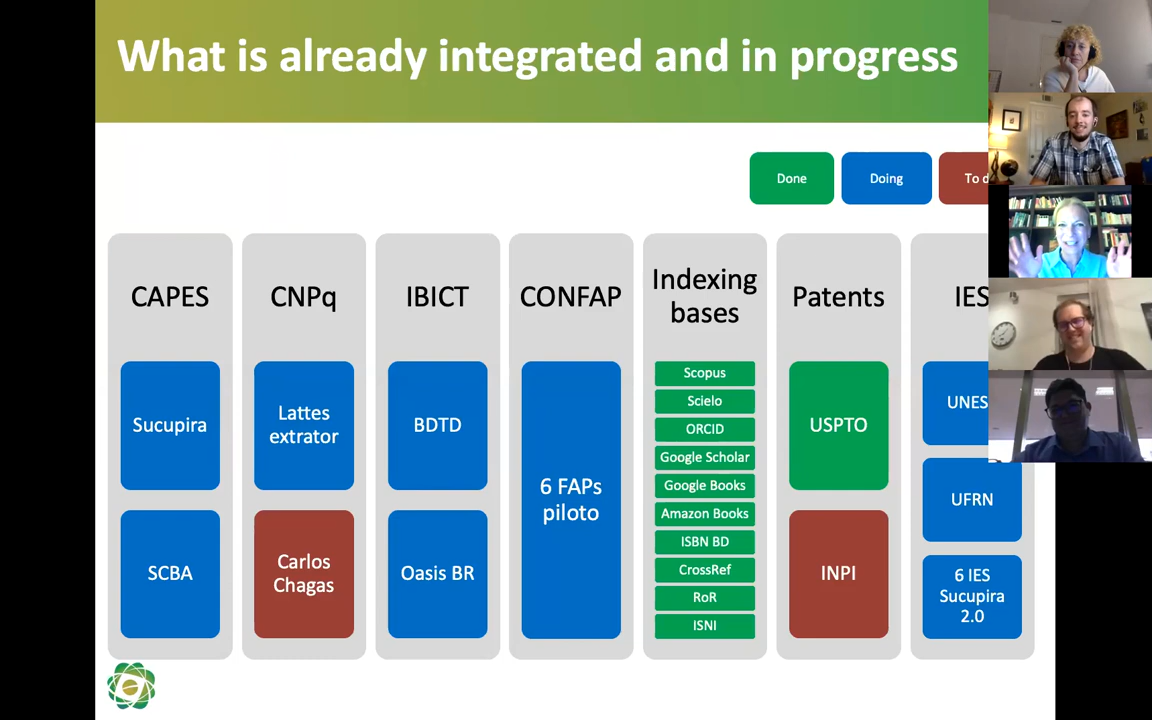 What is already integrated and in progress
Done
Doing
To d
CAPES
CNPq
IBICT
CONFAP
Indexing
bases
Patents
IES
Sucupira
SCBA
Lattes
extrator
Carlos
Chagas
BDTD
Oasis BR
6 FAPs
piloto
Scopus
Scielo
ORCID
Google Scholar
Google Books
Amazon Books
ISBN BD
CrossRef
RoR
ISNI
USPTO
INPI
UNES
UFRN
6 IES
Sucupira
2.0